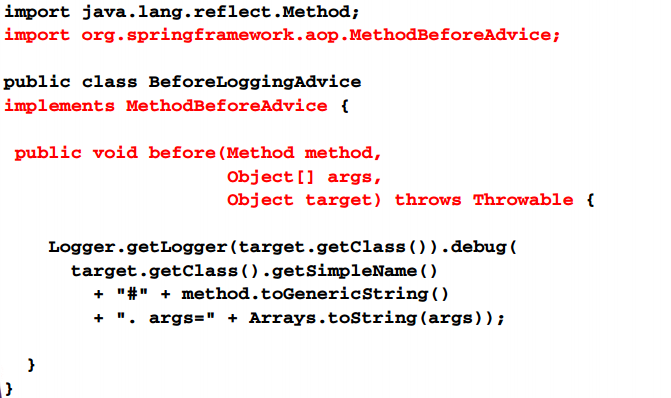 import java.lang.reflect.Method;
import org.springframework.aop.MethodBeforeAdvice;
public class BeforeLoggingAdvice
implements MethodBeforeAdvice {
public void before(Method method,
Object[] args,
Object target) throws Throwable {
Logger.getLogger(target.getClass()).debug(
target.getClass().getSimpleName()
+ "#" + method.toGenericString()
+ ". args=" + Arrays.toString(args));
}
}